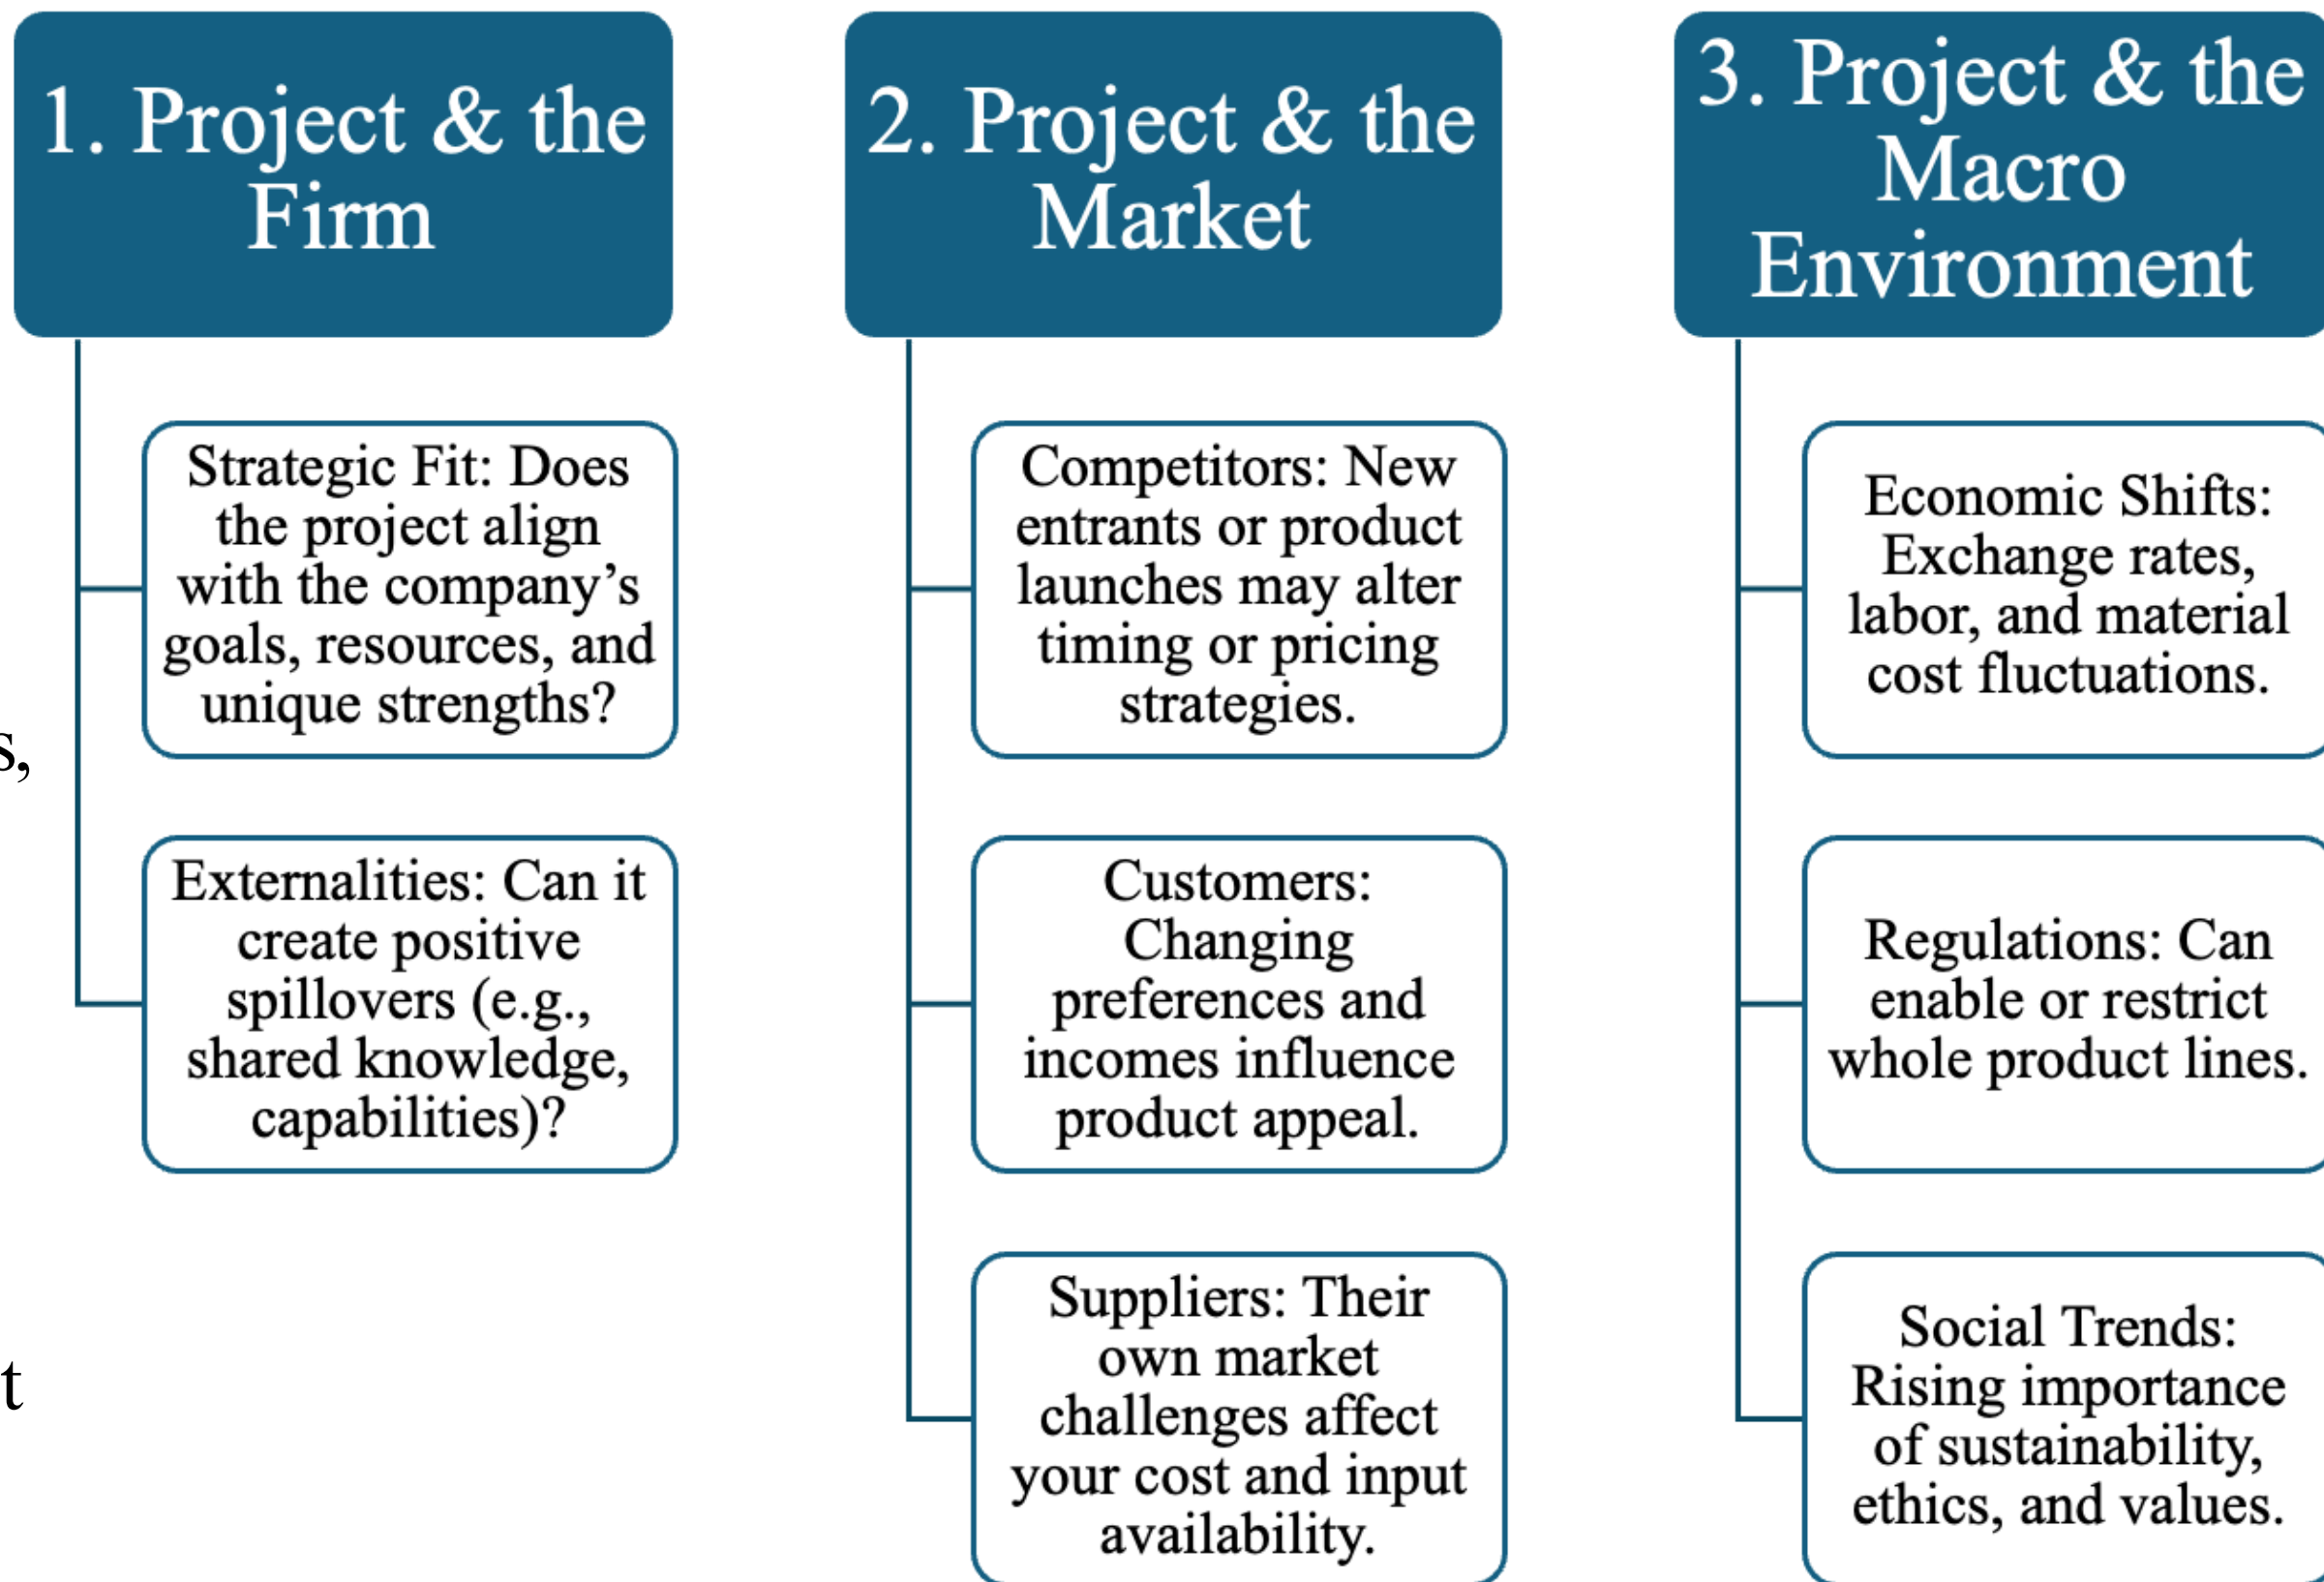 1. Project & the
Firm
Strategic Fit: Does
the project align
with the company’s
goals, resources, and
unique strengths?
Externalities: Can it
create positive
spillovers (e.g.,
shared knowledge,
capabilities)?
2. Project & the
Market
Competitors: New
entrants or product
launches may alter
timing or pricing
strategies.
Customers:
Changing
preferences and
incomes influence
product appeal.
Suppliers: Their
own market
challenges affect
your cost and input
availability.
3. Project & the
Macro
Environment
Economic Shifts:
Exchange rates,
labor, and material
cost fluctuations.
Regulations: Can
enable or restrict
whole product lines.
Social Trends:
Rising importance
of sustainability,
ethics, and values.